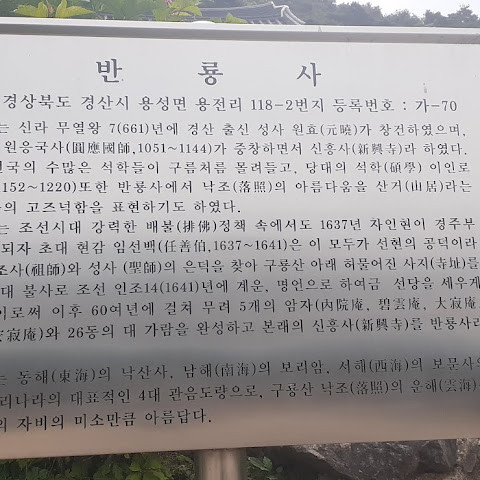 반 룡 사
경상북도 경산시 용성면 용전리 118-2번지 등록번호 : 가-70
는 신라 무열왕 7(661)년에 경산 출신 성사 원효(元曉)가 창건하였으며,
원응국사(圓應國師,1051~1144)가 중창하면서 신흥사(新興寺)라 하였다.
전국의 수많은 석학들이 구름처럼 몰려들고, 당대의 석학(碩學) 이인로
152~1220)또한 반룡사에서 낙조(落照)의 아름다움을 산거(山居)라는
의 고즈넉함을 표현하기도 하였다.
는 조선시대 강력한 배불(排佛)정책 속에서도 1637년 자인현이 경주부
되자 초대 현감 임선백(任善伯,1637~1641)은 이 모두가 선현의 공덕이라
조사(祖師)와 성사 (聖師)의 은덕을 찾아 구룡산 아래 허물어진 사지(寺址)를
대 불사로 조선 인조14(1641)년에 계운, 명언으로 하여금 선당을 세우게
이로써 이후 60여년에 걸쳐 무려 5개의 암자(內院庵, 碧雲庵, 大寂庵,
寂庵)와 26동의 대 가람을 완성하고 본래의 신흥사(新興寺)를 반룡사라
는 동해(東海)의 낙산사, 남해(南海)의 보리암, 서해(西海)의 보문사의
리나라의 대표적인 4대 관음도량으로, 구룡산 낙조(落照)의 운해(雲海)
의 자비의 미소만큼 아름답다.